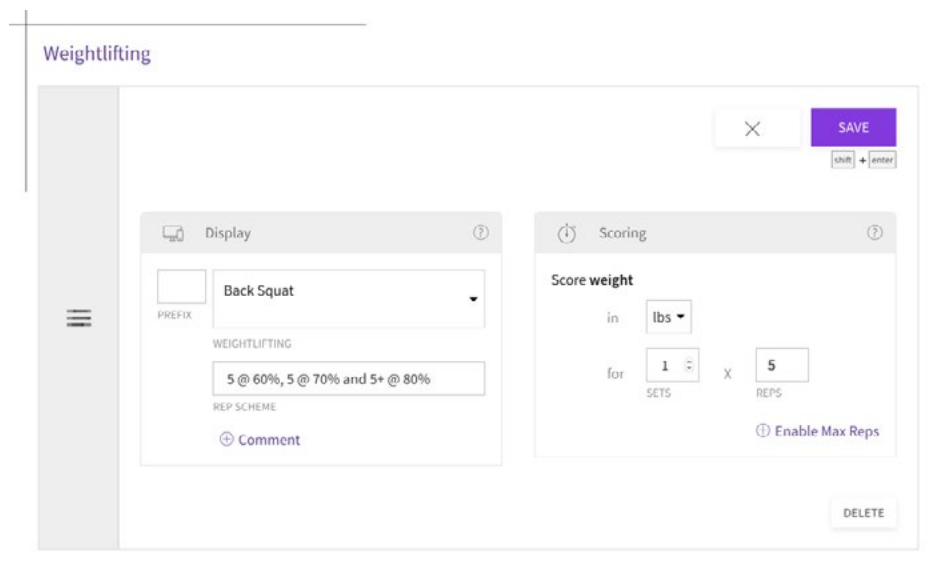 Weightlifting
SAVE
shift + enter
Display
?
Scoring
?
Back Squat
PREFIX
WEIGHTLIFTING
5 @ 60%, 5 @ 70% and 5+ @ 80%
REP SCHEME
Comment
Score weight
in lbs
for 1 X 5
SETS REPS
Enable Max Reps
DELETE